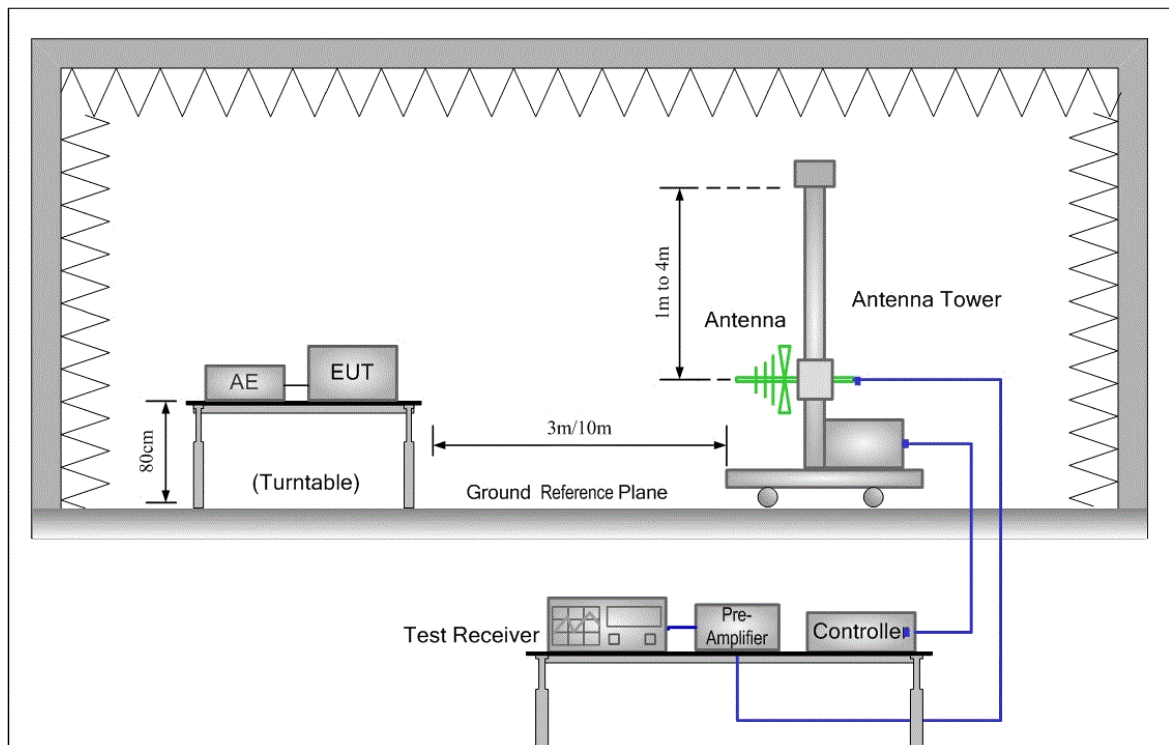 1m to 4m
Antenna Tower
Antenna
AE
EUT
80cm
3m/10m
(Turntable)
Ground Reference Plane
Test Receiver
Pre-
Amplifier
Controller